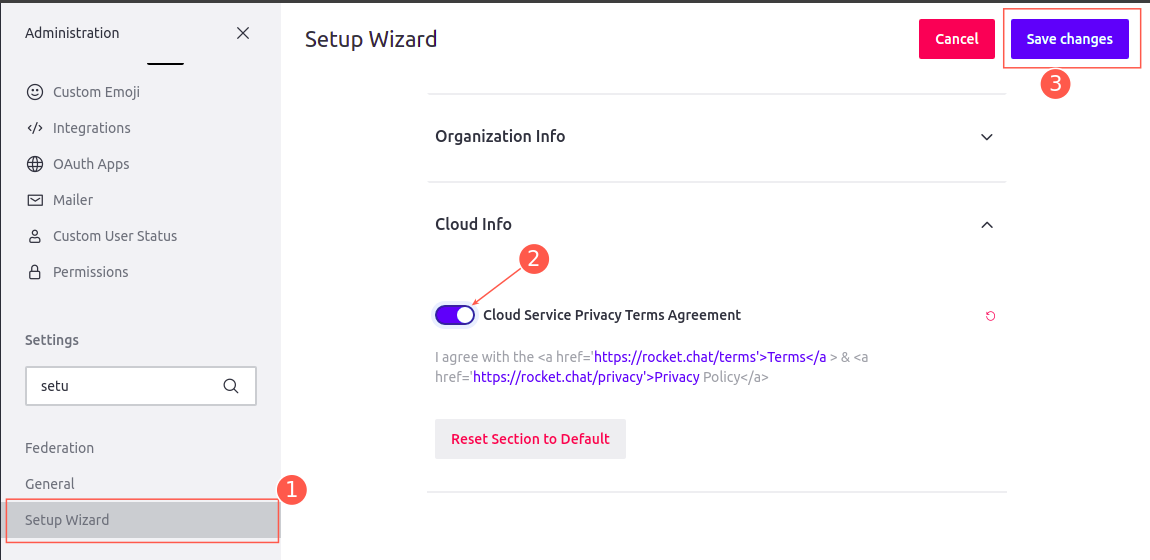 Administration
Custom Emoji
Integrations
OAuth Apps
Mailer
Custom User Status
Permissions
Settings
setu
Federation
General
Setup Wizard
1
Setup Wizard
Cancel
Save changes
3
Organization Info
Cloud Info
2
Cloud Service Privacy Terms Agreement
I agree with the <a href='https://rocket.chat/terms'>Terms</a > & <a
href='https://rocket.chat/privacy'>Privacy Policy</a>
Reset Section to Default